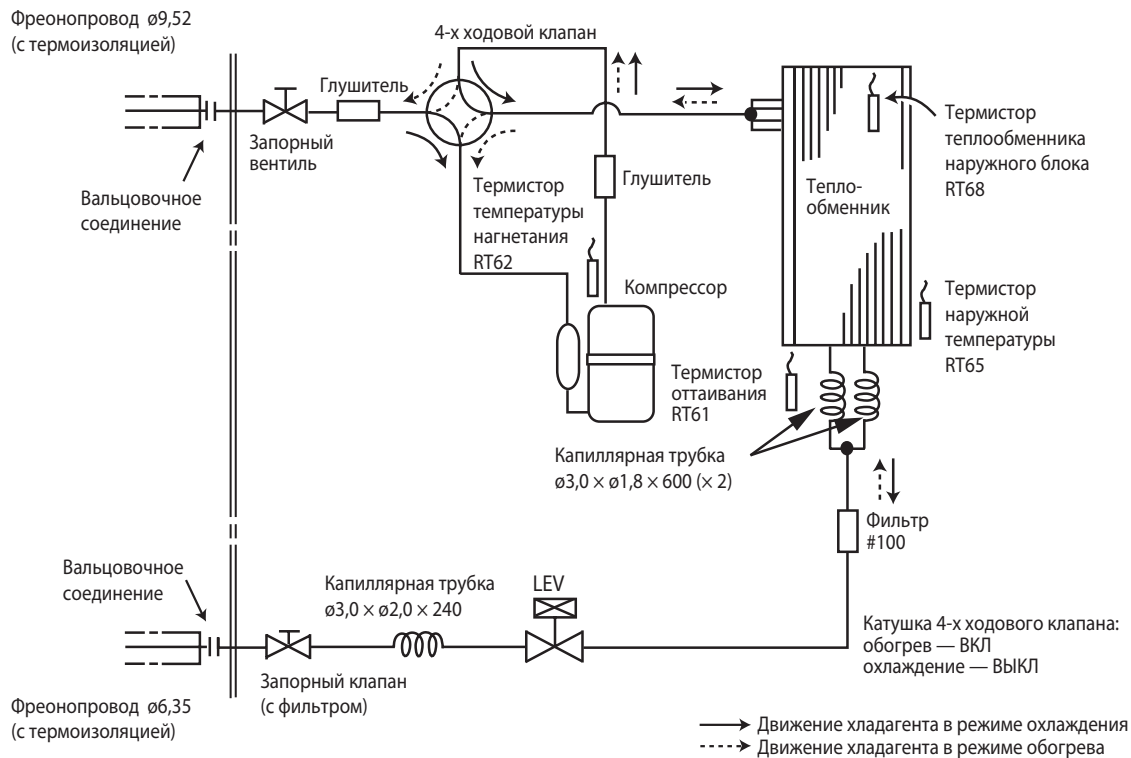 Фреонопровод ø9,52
(с термоизоляцией)
4-х ходовой клапан
Глушитель
Запорный
вентиль
Вальцовочное
соединение
Термистор
температуры
нагнетания
RT62
Глушитель
Компрессор
Тепло-
обменник
Термистор
теплообменника
наружного блока
RT68
Термистор
наружной
температуры
RT65
Термистор
оттаивания
RT61
Капиллярная трубка
ø3,0 × ø1,8 × 600 (× 2)
Фильтр
#100
Вальцовочное
соединение
Капиллярная трубка
ø3,0 × ø2,0 × 240
LEV
Запорный клапан
(с фильтром)
Фреонопровод ø6,35
(с термоизоляцией)
Катушка 4-х ходового клапана:
обогрев — ВКЛ
охлаждение — ВЫКЛ
Движение хладагента в режиме охлаждения
Движение хладагента в режиме обогрева